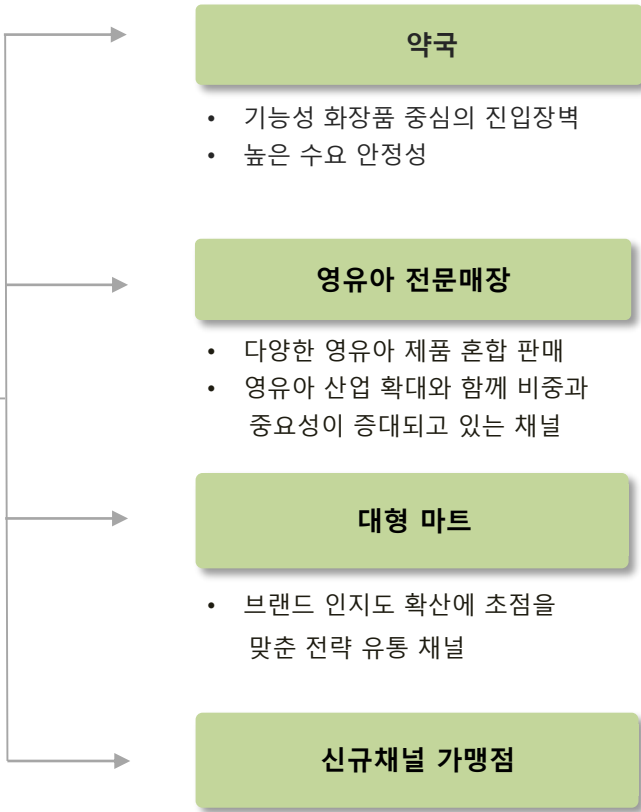 약국
• 기능성 화장품 중심의 진입장벽
• 높은 수요 안정성
영유아 전문매장
• 다양한 영유아 제품 혼합 판매
• 영유아 산업 확대와 함께 비중과
중요성이 증대되고 있는 채널
대형 마트
• 브랜드 인지도 확산에 초점을
맞춘 전략 유통 채널
신규채널 가맹점